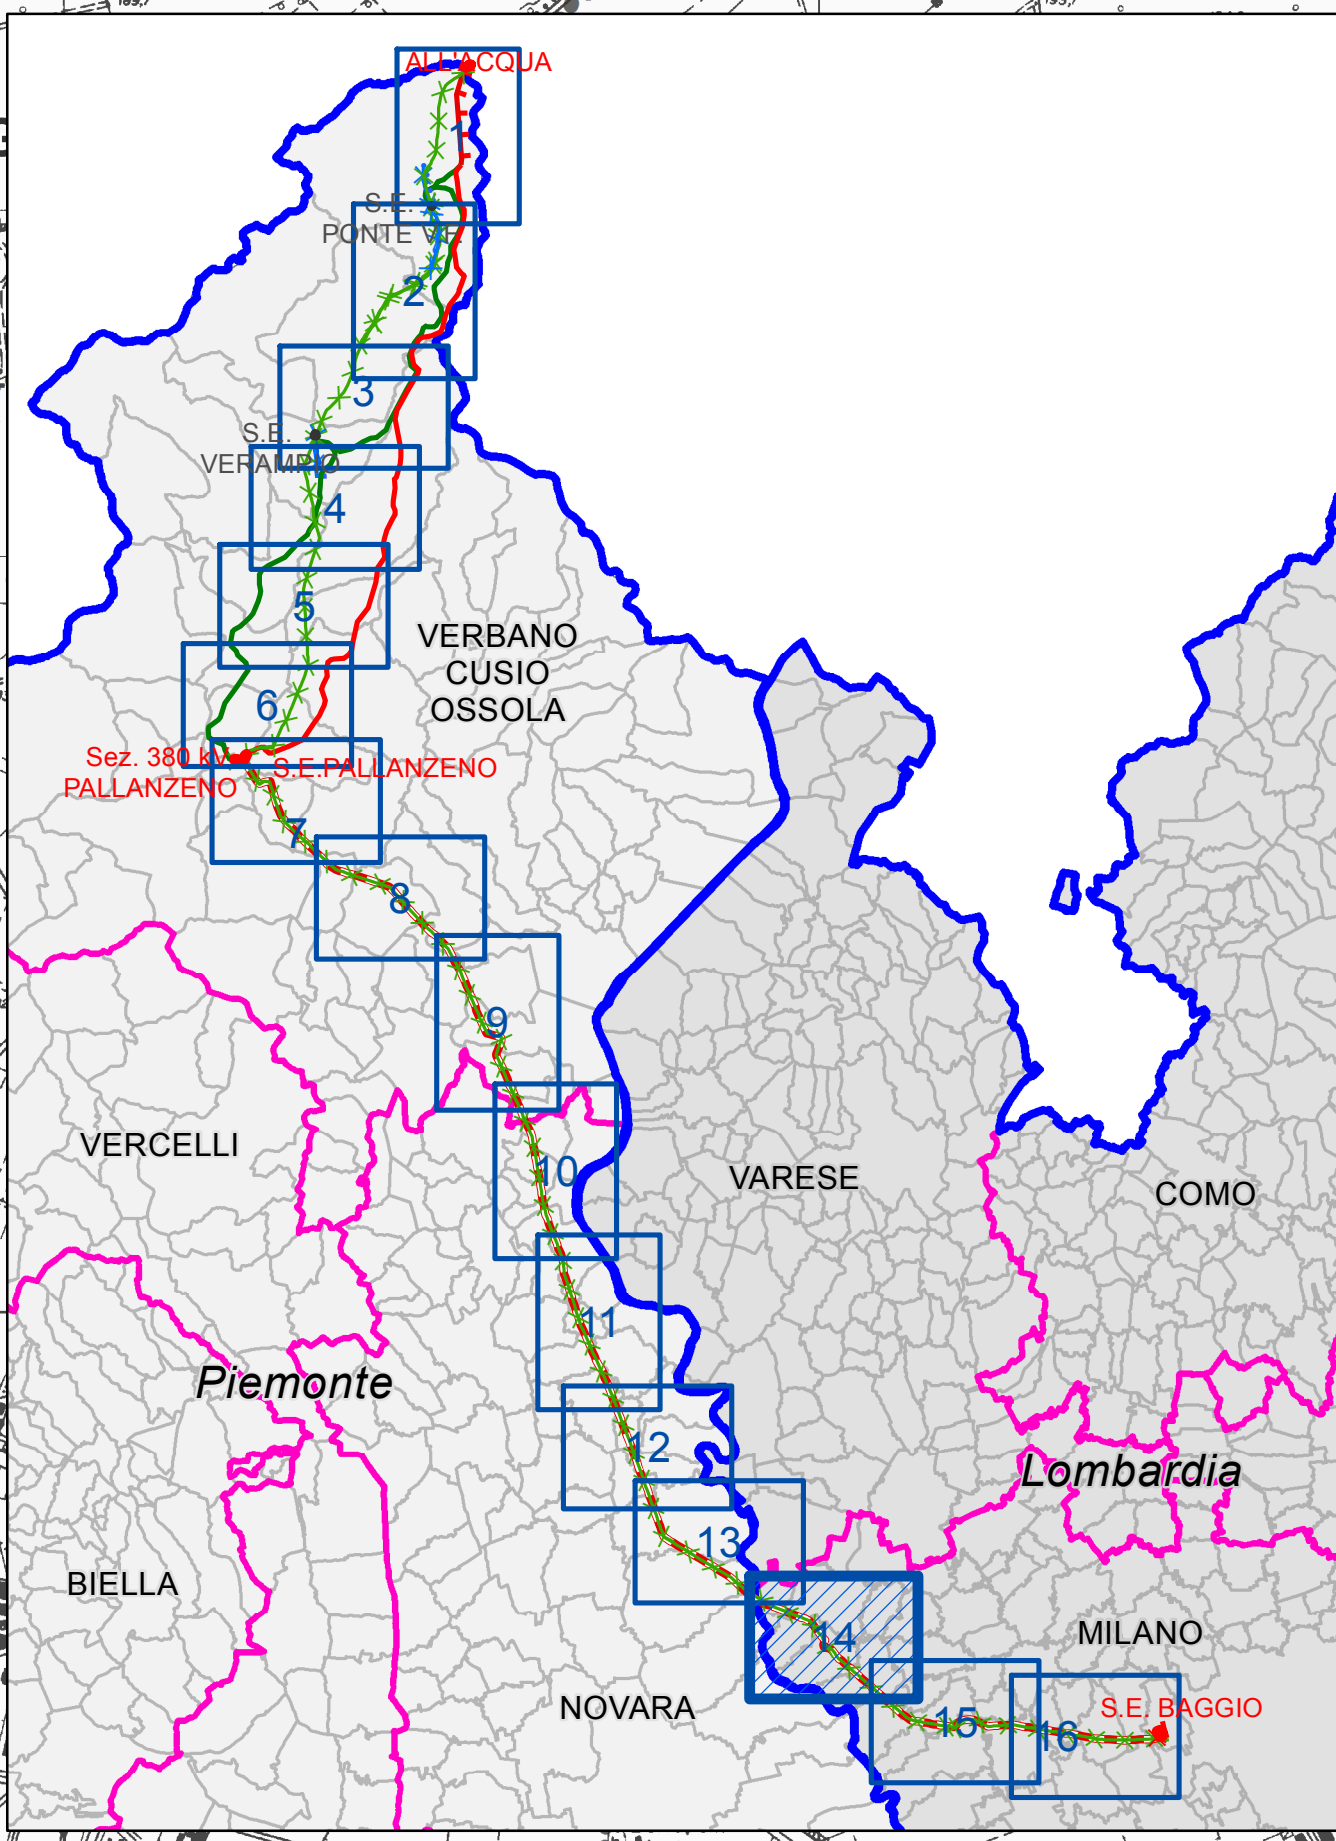 ALL'ACQUA
1
S.E.
PONTE V.F.
2
3
S.E.
VERAMPIO
4
5
VERBANO
CUSIO
OSSOLA
6
Sez. 380 kV
PALLANZENO
S.E.PALLANZENO
7
8
9
VERCELLI
10
VARESE
COMO
11
Piemonte
12
Lombardia
13
BIELLA
14
MILANO
NOVARA
15
16
S.E. BAGGIO